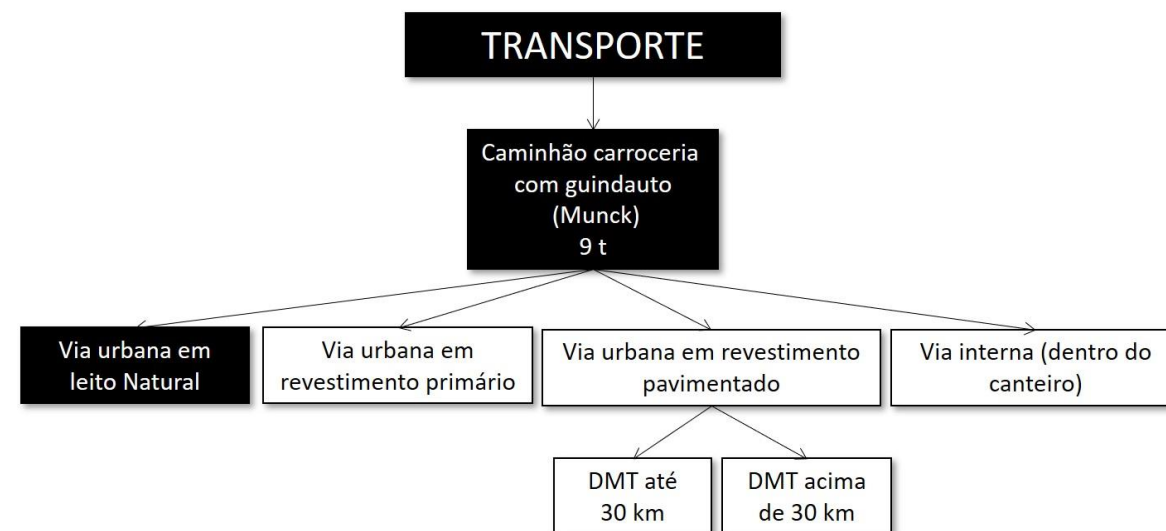 TRANSPORTE
Caminhão carroceria
com guindauto
(Munck)
9 t
Via urbana em
leito Natural
Via urbana em
revestimento primário
Via urbana em revestimento
pavimentado
Via interna (dentro do
canteiro)
DMT até
30 km
DMT acima
de 30 km